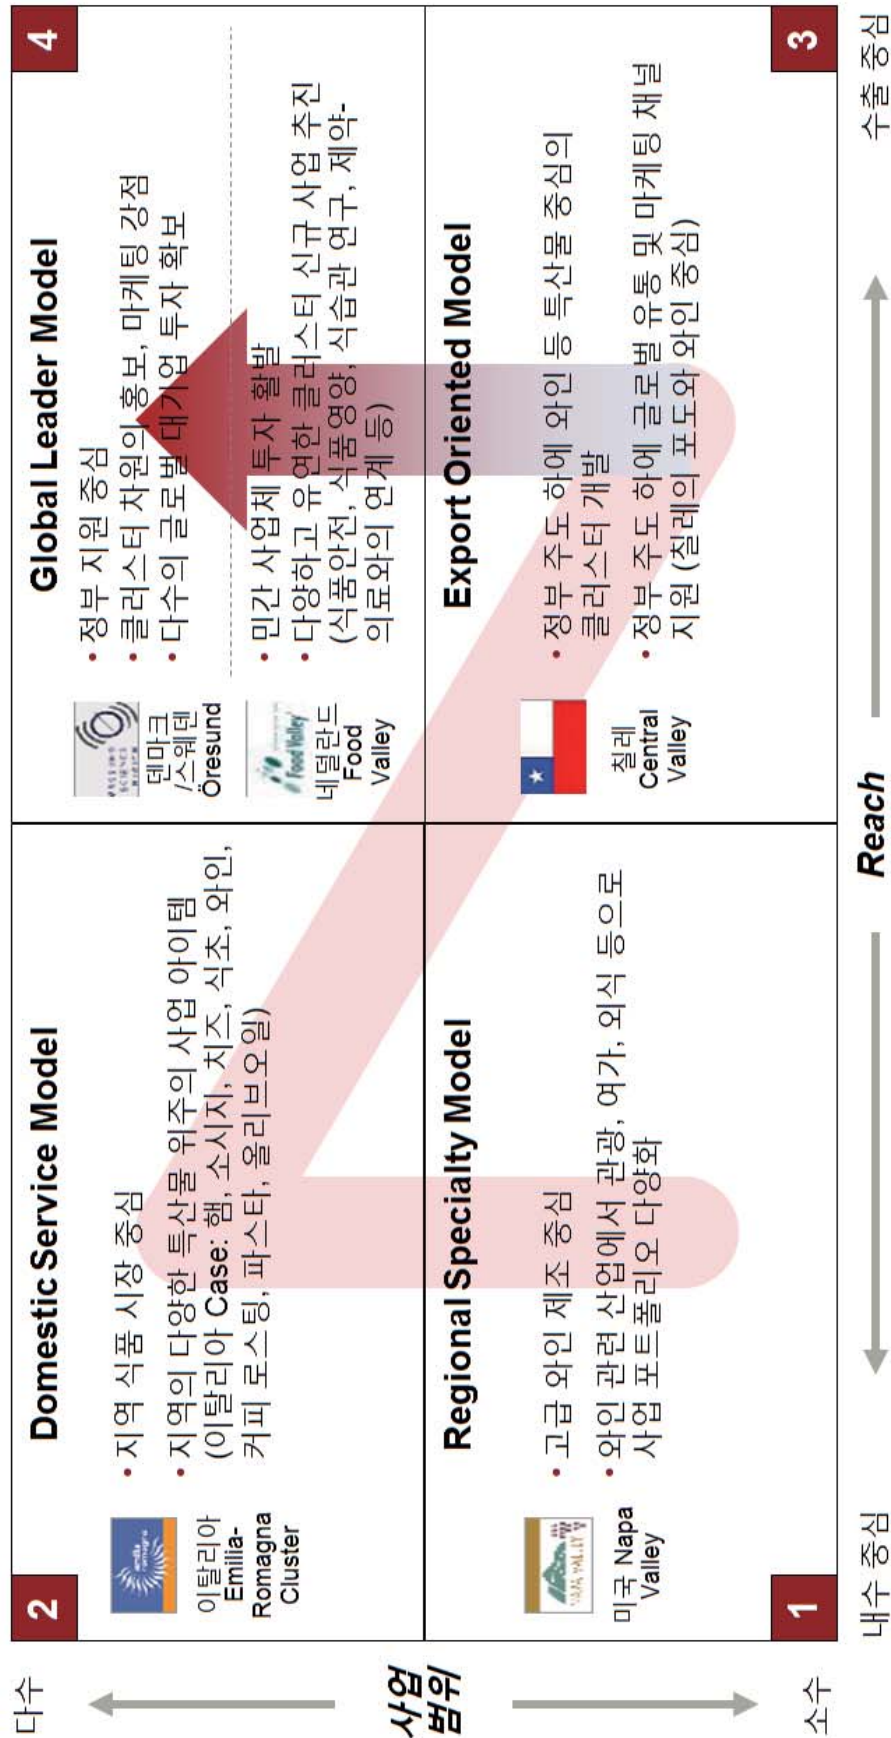 다수
사업
범위
소수
2
Domestic Service Model
• 지역 식품 시장 중심
• 지역의 다양한 특산물 위주의 사업 아이템
(이탈리아 Case: 햄, 소시지, 치즈, 식초, 와인,
커피 로스팅, 파스타, 올리브오일)
이탈리아
Emilia-
Romagna
Cluster
4
Global Leader Model
• 정부 지원 중심
• 클러스터 차원의 홍보, 마케팅 강점
• 다수의 글로벌 대기업 투자 확보
덴마크
/스웨덴
Öresund
• 민간 사업체 투자 활발
• 다양하고 유연한 클러스터 신규 사업 추진
(식품안전, 식품영양, 식습관 연구, 제약-
의료와의 연계 등)
Food Valley
네덜란드
Food
Valley
1
Regional Specialty Model
• 고급 와인 제조 중심
• 와인 관련 산업에서 관광, 여가, 외식 등으로
사업 포트폴리오 다양화
NAPA VALLEY
미국 Napa
Valley
3
Export Oriented Model
• 정부 주도 하에 와인 등 특산물 중심의
클러스터 개발
• 정부 주도 하에 글로벌 유통 및 마케팅 채널
지원 (칠레의 포도와 와인 중심)
칠레
Central
Valley
내수 중심
Reach
수출 중심